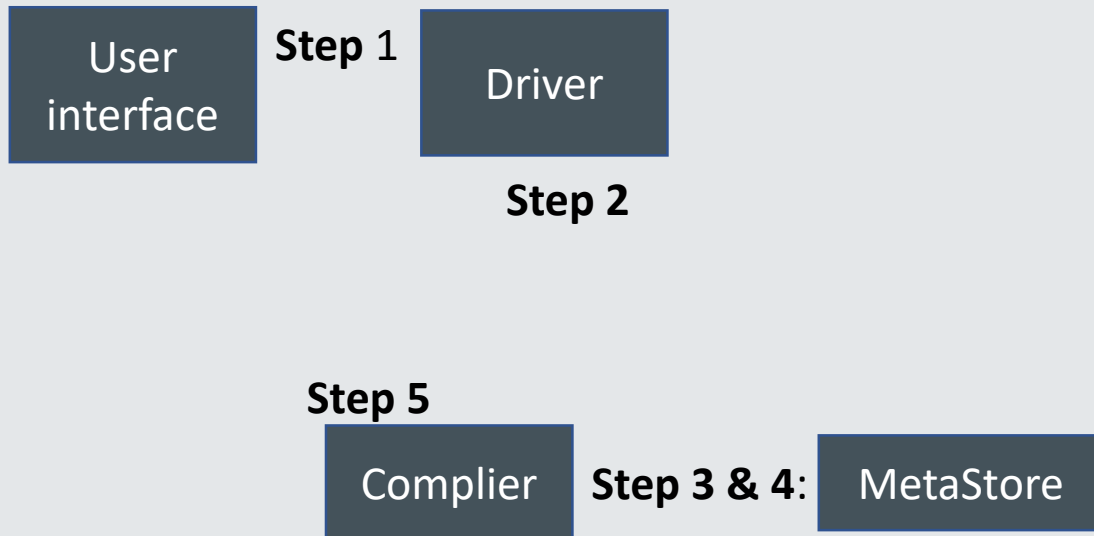 User
interface
Step 1
Driver
Step 2
Step 5
Complier
Step 3 & 4:
MetaStore